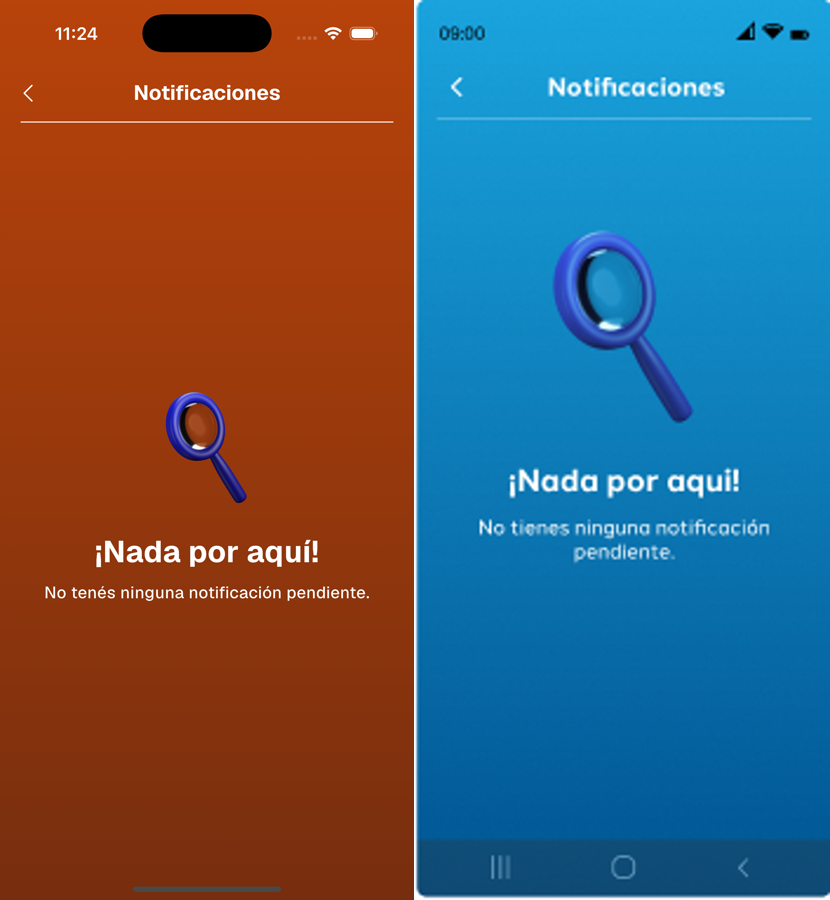 11:24
Notificaciones
¡Nada por aquí!
No tenés ninguna notificación pendiente.
09:00
Notificaciones
¡Nada por aqui!
No tienes ninguna notificación
pendiente.